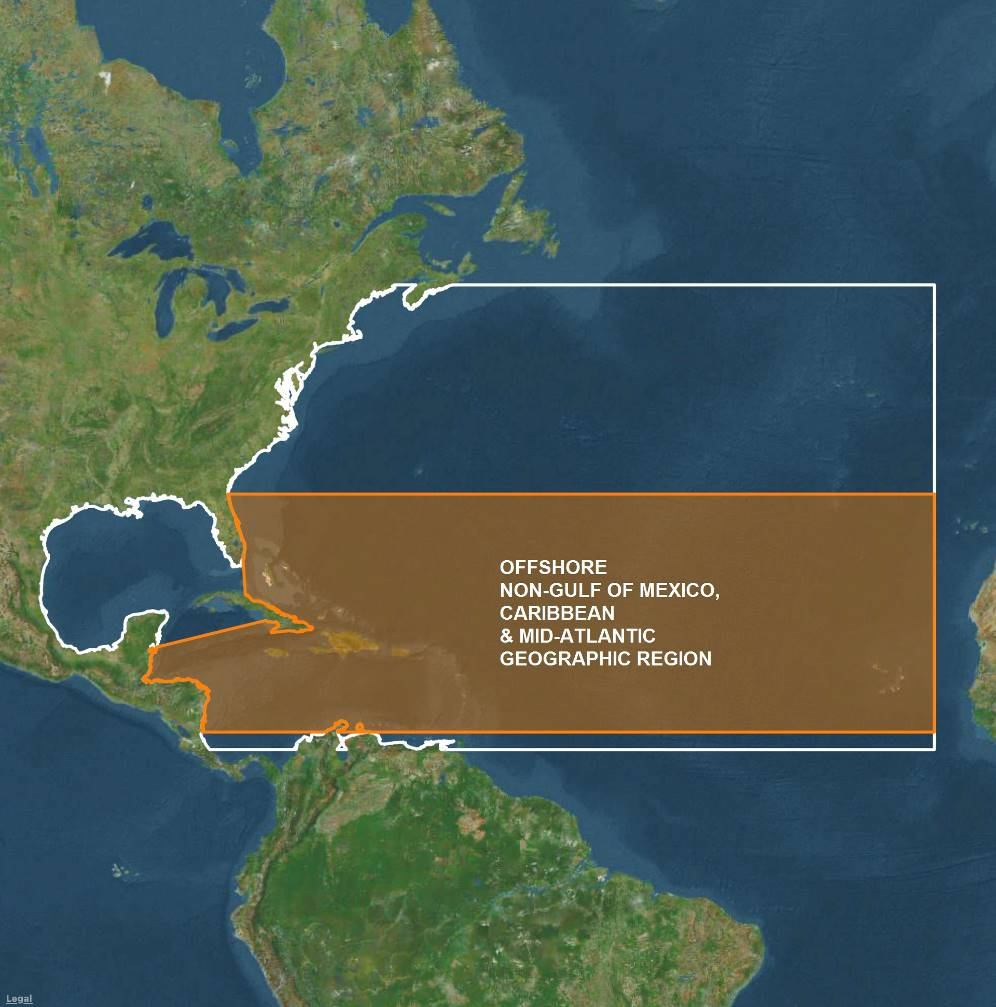 OFFSHORE
NON-GULF OF MEXICO,
CARIBBEAN
& MID-ATLANTIC
GEOGRAPHIC REGION
Legal